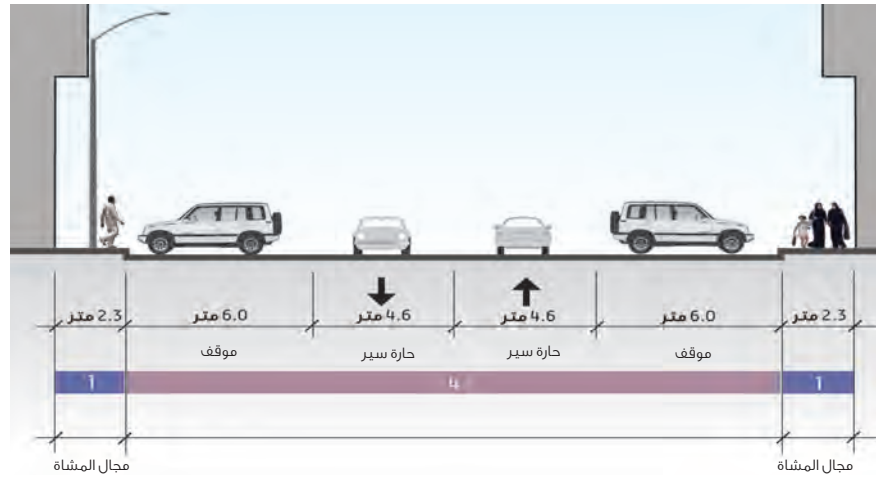 2.3 متر
6.0 متر
4.6 متر
4.6 متر
6.0 متر
2.3 متر
موقف
حارة سير
حارة سير
موقف
1
4
1
مجال المشاة
مجال المشاة